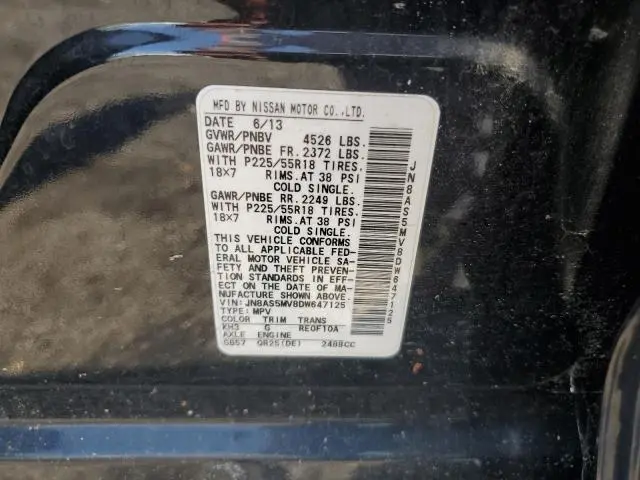 MFD BY NISSAN MOTOR CO.,LTD.
DATE 6/13
GVWR/PNBV 4526 LBS.
GAWR/PNBE FR. 2372 LBS.
WITH P225/55R18 TIRES.
18×7 RIMS. AT 38 PSI
COLD SINGLE.
GAWR/PNBE RR. 2249 LBS.
WITH P225/55R18 TIRES.
18×7 RIMS. AT 38 PSI
COLD SINGLE.
THIS VEHICLE CONFORMS
TO ALL APPLICABLE FED-
ERAL MOTOR VEHICLE SA-
FETY AND THEFT PREVEN-
TION STANDARDS IN EFF-
ECT ON THE DATE OF MA-
NUFACTURE SHOWN ABOVE.
VIN: JN8AS5MV8DW647125
TYPE: MPV
COLOR TRIM TRANS
KH3 G RE0F10A
AXLE ENGINE
GB57 QR25(DE) 2488CC
JN8AS5MV8DW647125